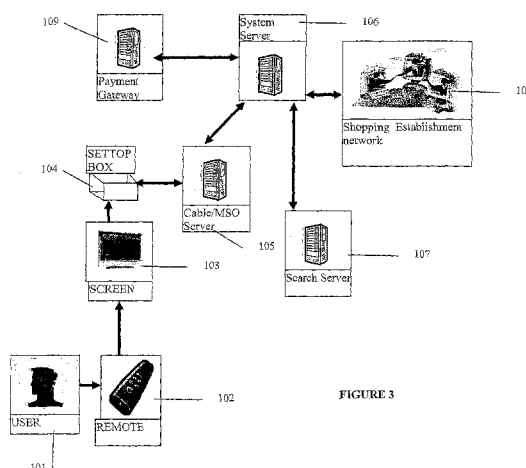 109
System
Server
106
Payment
Gateway
10
Shopping Establishment
network
SETTOP
BOX
104
Cable/MSO
Server
105
103
SCREEN
107
Search Server
102
FIGURE 3
USER
REMOTE
101